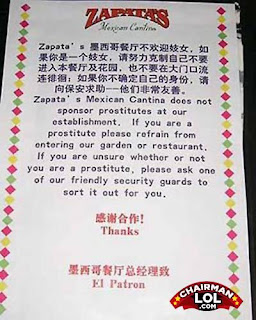 ZAPATAS
Mexican Cantina
Zapata's 墨西哥餐厅不欢迎妓女，如
果你是一个妓女，请努力克制自己不要
进入本餐厅及花园，也不要在大门口流
连徘徊；如果你不确定自己的身份，请
向保安求助--他们非常友善。
Zapata's Mexican Cantina does not
sponsor prostitutes at our
establishment. If you are a
prostitute please refrain from
entering our garden or restaurant.
If you are unsure whether or not
you are a prostitute, please ask one
of our friendly security guards to
sort it out for you.
感谢合作!
Thanks
墨西哥餐厅总经理致
El Patron
CHAIRMAN
LOL
.COM